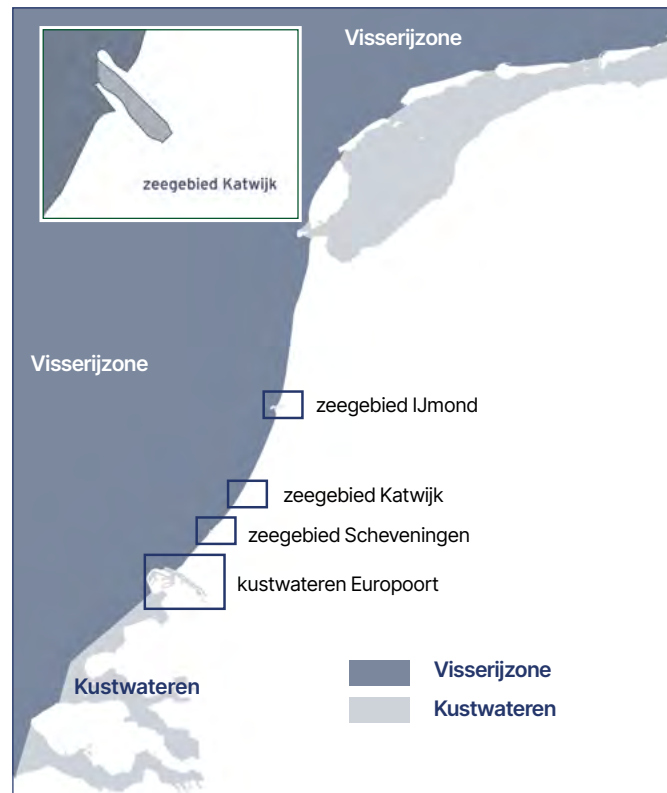 Visserijzone
zeegebied Katwijk
Visserijzone
zeegebied IJmond
zeegebied Katwijk
zeegebied Scheveningen
kustwateren Europoort
Kustwateren
Visserijzone
Kustwateren